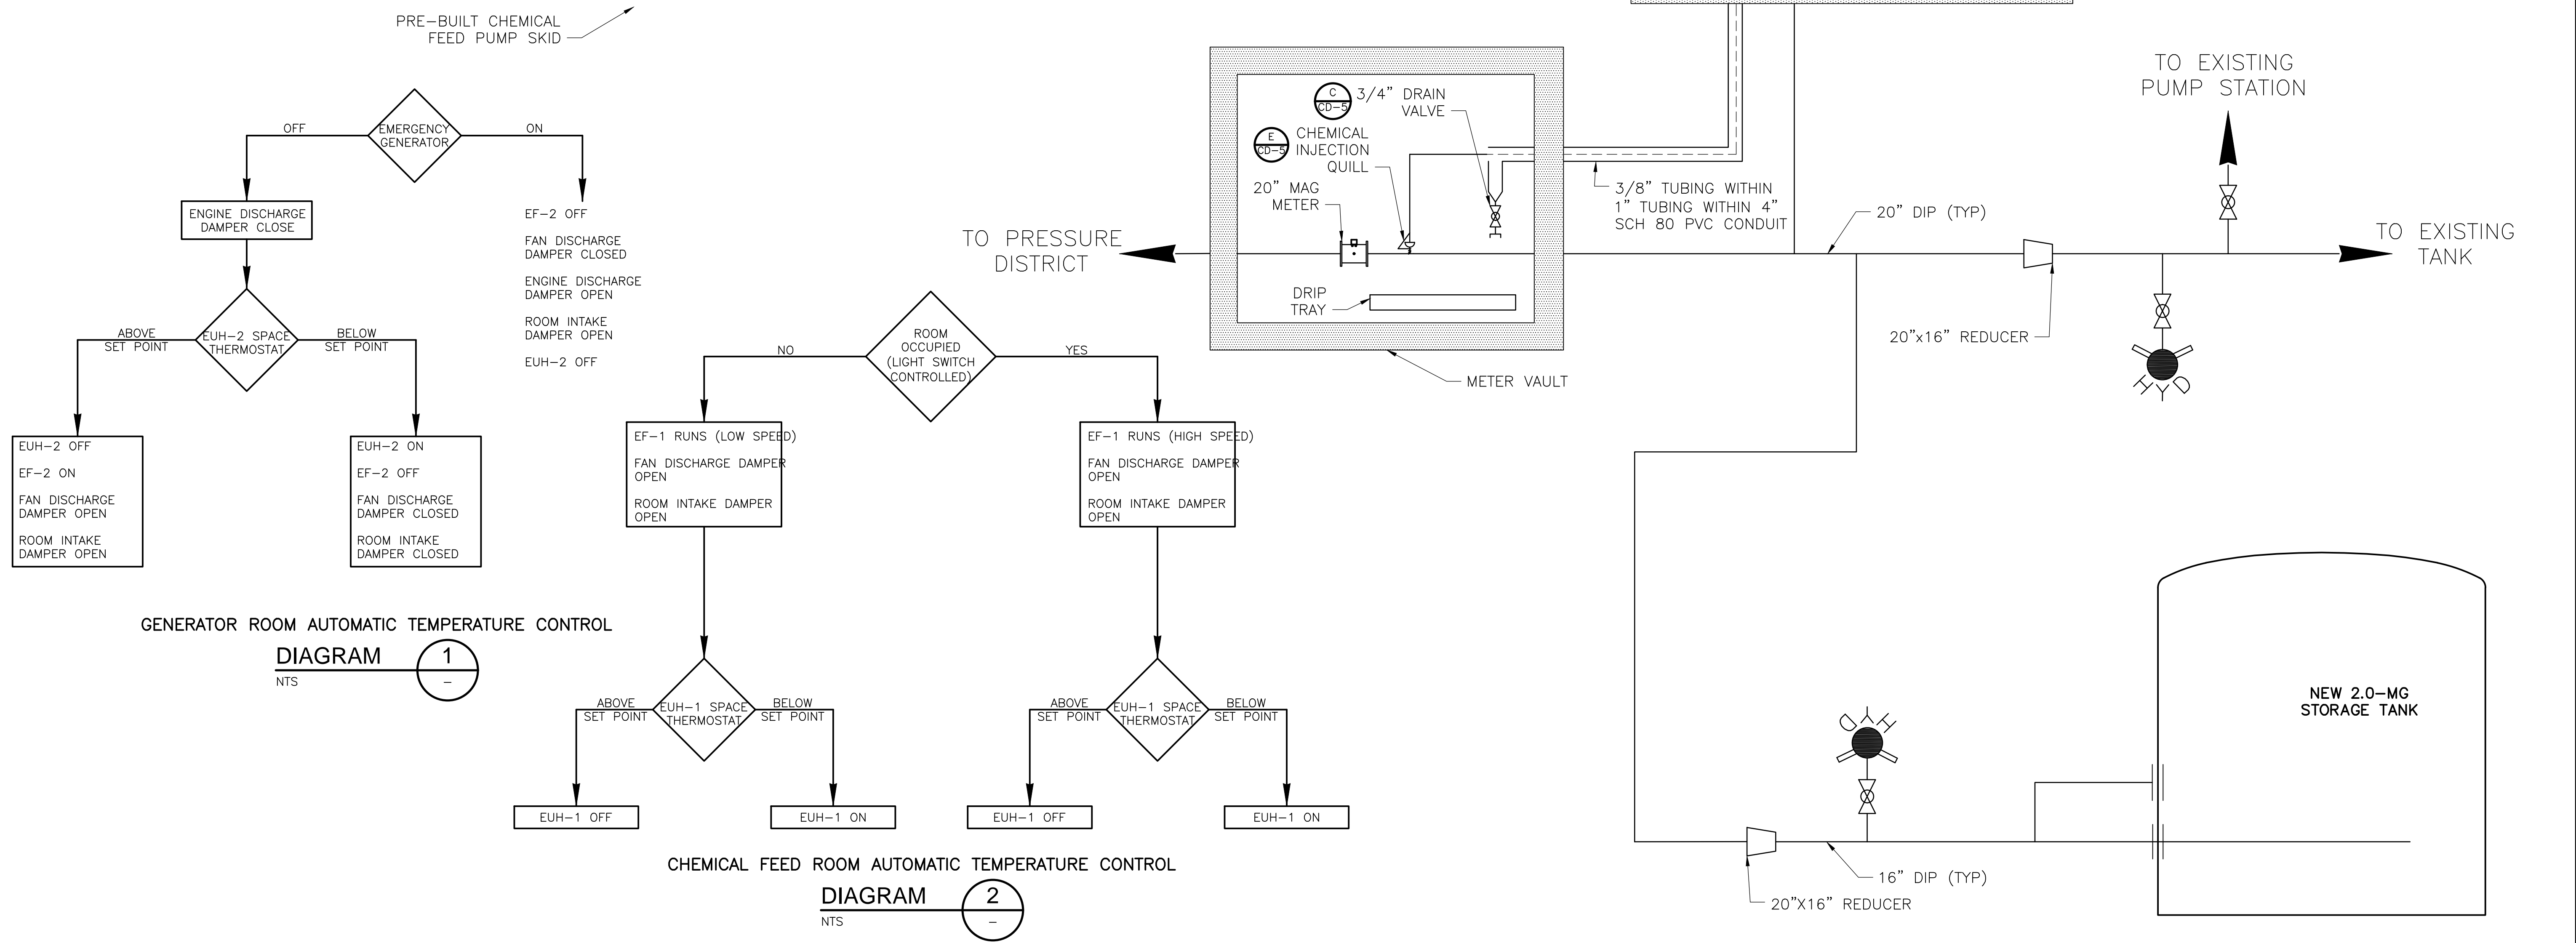 PRE-BUILT CHEMICAL
FEED PUMP SKID
EMERGENCY
GENERATOR
OFF
ON
ENGINE DISCHARGE
DAMPER CLOSE
EF-2 OFF
FAN DISCHARGE
DAMPER CLOSED
ENGINE DISCHARGE
DAMPER OPEN
ROOM INTAKE
DAMPER OPEN
EUH-2 OFF
EUH-2 SPACE
THERMOSTAT
ABOVE
SET POINT
BELOW
SET POINT
EUH-2 OFF
EF-2 ON
FAN DISCHARGE
DAMPER OPEN
ROOM INTAKE
DAMPER OPEN
EUH-2 ON
EF-2 OFF
FAN DISCHARGE
DAMPER CLOSED
ROOM INTAKE
DAMPER CLOSED
GENERATOR ROOM AUTOMATIC TEMPERATURE CONTROL
DIAGRAM
NTS
1
-
ROOM
OCCUPIED
(LIGHT SWITCH
CONTROLLED)
NO
YES
EF-1 RUNS (LOW SPEED)
FAN DISCHARGE DAMPER
OPEN
ROOM INTAKE DAMPER
OPEN
EF-1 RUNS (HIGH SPEED)
FAN DISCHARGE DAMPER
OPEN
ROOM INTAKE DAMPER
OPEN
EUH-1 SPACE
THERMOSTAT
ABOVE
SET POINT
BELOW
SET POINT
EUH-1 SPACE
THERMOSTAT
ABOVE
SET POINT
BELOW
SET POINT
EUH-1 OFF
EUH-1 ON
EUH-1 OFF
EUH-1 ON
CHEMICAL FEED ROOM AUTOMATIC TEMPERATURE CONTROL
DIAGRAM
NTS
2
-
C
CD-5
3/4" DRAIN
VALVE
E
CD-5
CHEMICAL
INJECTION
QUILL
20" MAG
METER
TO PRESSURE
DISTRICT
DRIP
TRAY
METER VAULT
3/8" TUBING WITHIN
1" TUBING WITHIN 4"
SCH 80 PVC CONDUIT
20" DIP (TYP)
TO EXISTING
PUMP STATION
TO EXISTING
TANK
20"x16" REDUCER
HYD
HYD
NEW 2.0-MG
STORAGE TANK
16" DIP (TYP)
20"X16" REDUCER